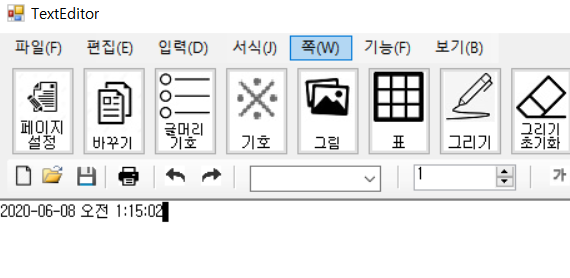 TextEditor
파일(F) 편집(E) 입력(D) 서식(J) 쪽(W) 기능(F) 보기(B)
페이지 설정 바꾸기 글머리 기호 기호 그림 표 그리기 그리기 초기화
1 가
2020-06-08 오전 1:15:02